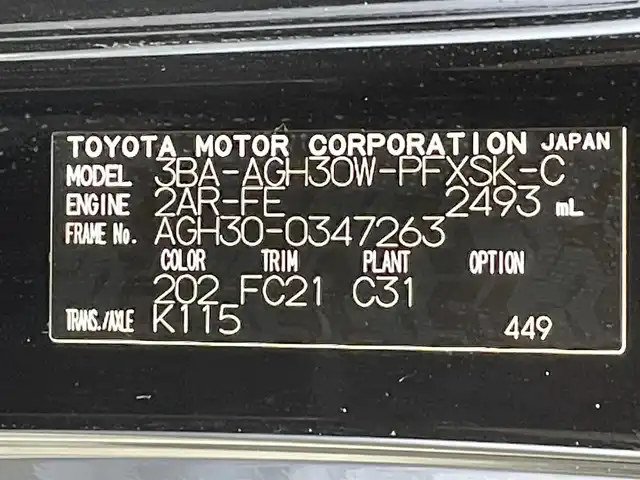 TOYOTA MOTOR CORPORATION JAPAN
MODEL 3BA-AGH30W-PFXSK-C
ENGINE 2AR-FE 2493 mL
FRAME No. AGH30-0347263
COLOR TRIM PLANT OPTION
202 FC21 C31
TRANS./AXLE K115 449